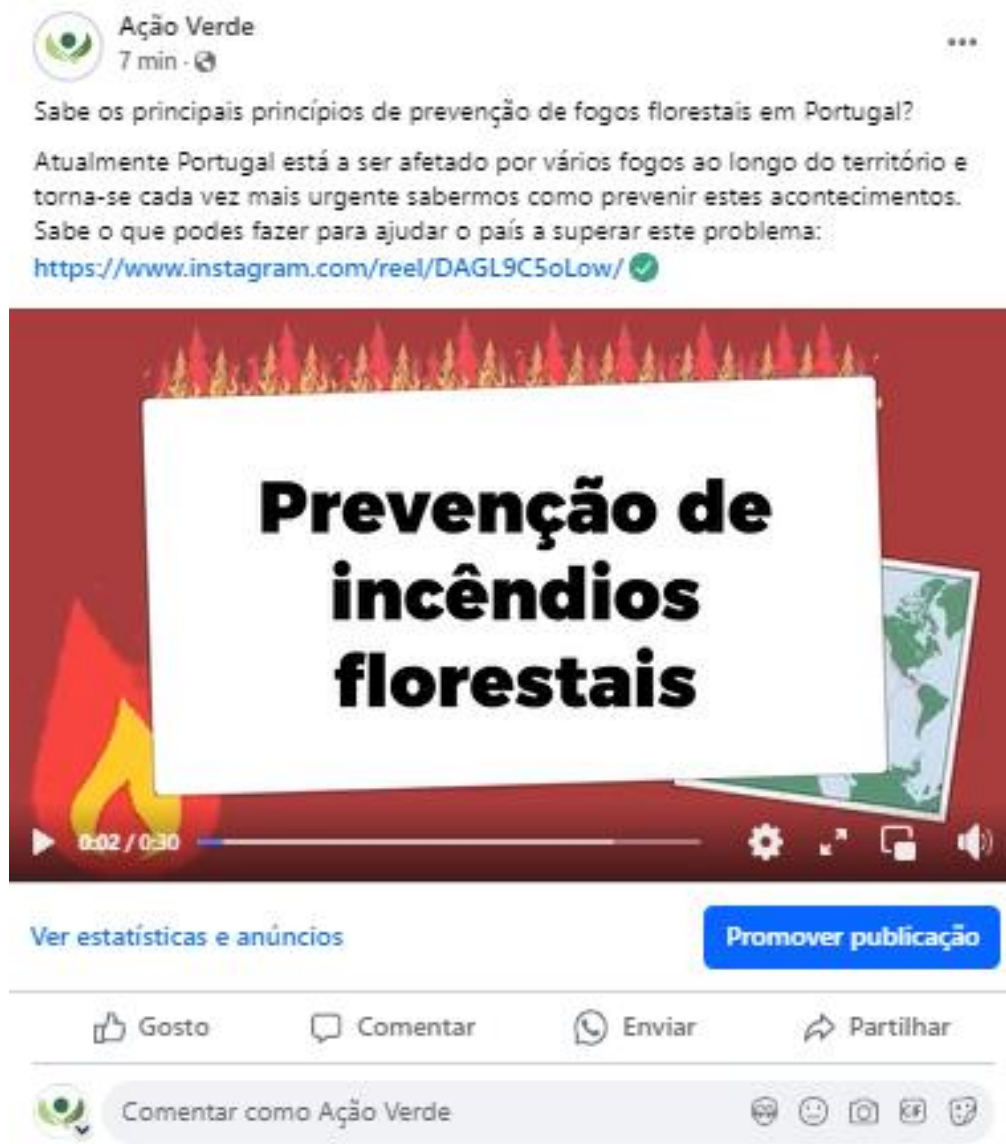 Ação Verde
7 min ·
Sabe os principais princípios de prevenção de fogos florestais em Portugal?
Atualmente Portugal está a ser afetado por vários fogos ao longo do território e
torna-se cada vez mais urgente sabermos como prevenir estes acontecimentos.
Sabe o que podes fazer para ajudar o país a superar este problema:
https://www.instagram.com/reel/DAGL9C5oLow/
Prevenção de
incêndios
florestais
0:02 / 0:30
Ver estatísticas e anúncios
Promover publicação
Gosto
Comentar
Enviar
Partilhar
Comentar como Ação Verde
GIF